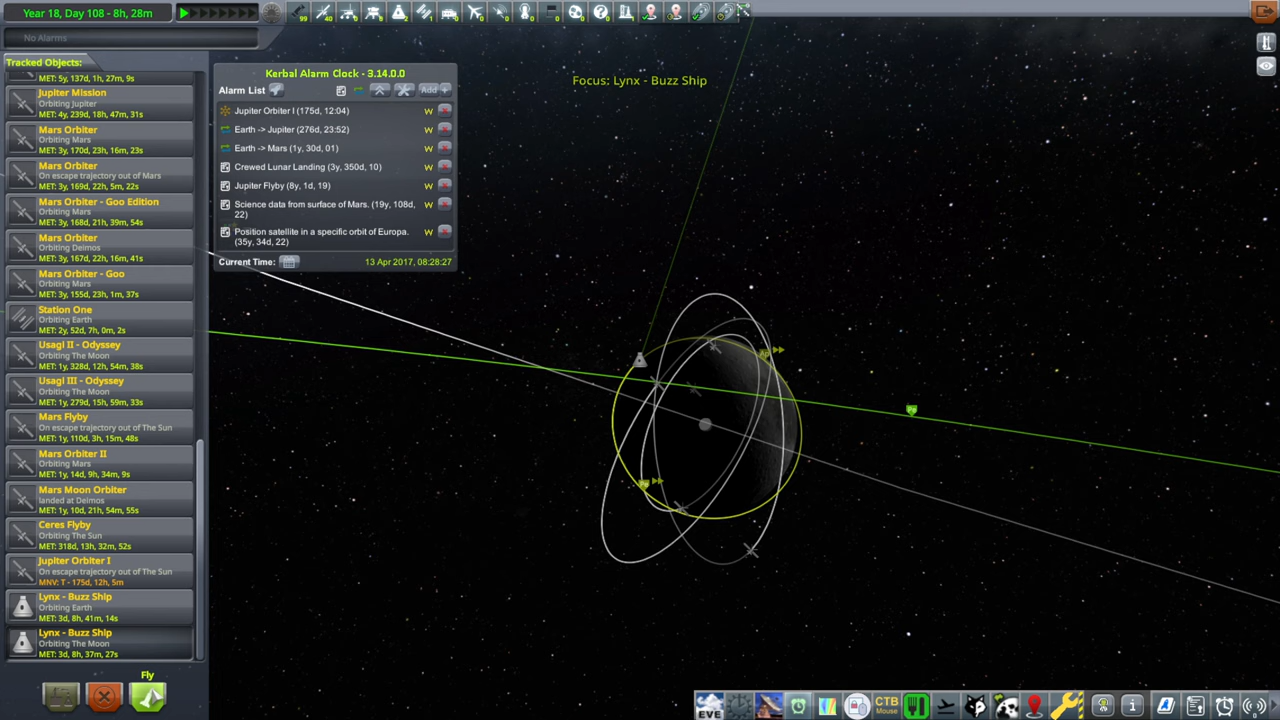 Year 18, Day 108 - 8h, 28m
No Alarms
Tracked Objects:
MET: 5y, 137d, 1h, 27m, 9s
Jupiter Mission
Orbiting Jupiter
MET: 4y, 239d, 18h, 47m, 31s
Mars Orbiter
Orbiting Mars
MET: 3y, 170d, 23h, 16m, 23s
Mars Orbiter
On escape trajectory out of Mars
MET: 3y, 169d, 22h, 5m, 22s
Mars Orbiter - Goo Edition
Orbiting Mars
MET: 3y, 168d, 21h, 39m, 54s
Mars Orbiter
Orbiting Deimos
MET: 3y, 167d, 22h, 16m, 41s
Mars Orbiter - Goo
Orbiting Mars
MET: 3y, 155d, 23h, 1m, 37s
Station One
Orbiting Earth
MET: 2y, 52d, 7h, 0m, 2s
Usagi II - Odyssey
Orbiting The Moon
MET: 1y, 328d, 12h, 54m, 38s
Usagi III - Odyssey
Orbiting The Moon
MET: 1y, 279d, 15h, 59m, 33s
Mars Flyby
On escape trajectory out of The Sun
MET: 1y, 110d, 3h, 15m, 48s
Mars Orbiter II
Orbiting Mars
MET: 1y, 14d, 9h, 34m, 9s
Mars Moon Orbiter
landed at Deimos
MET: 1y, 10d, 21h, 54m, 55s
Ceres Flyby
Orbiting The Sun
MET: 318d, 13h, 32m, 52s
Jupiter Orbiter I
On escape trajectory out of The Sun
MNV: T - 175d, 12h, 5m
Lynx - Buzz Ship
Orbiting Earth
MET: 3d, 8h, 41m, 14s
Lynx - Buzz Ship
Orbiting The Moon
MET: 3d, 8h, 37m, 27s
Fly
Kerbal Alarm Clock - 3.14.0.0
Alarm List
Add +
Jupiter Orbiter I (175d, 12:04) W
Earth -> Jupiter (276d, 23:52) W
Earth -> Mars (1y, 30d, 01) W
Crewed Lunar Landing (3y, 350d, 10) W
Jupiter Flyby (8y, 1d, 19) W
Science data from surface of Mars. (19y, 108d, W
22)
Position satellite in a specific orbit of Europa. W
(35y, 34d, 22)
Current Time: 13 Apr 2017, 08:28:27
Focus: Lynx - Buzz Ship
Ap
Pe
Pe
EVE
CTB
Mouse